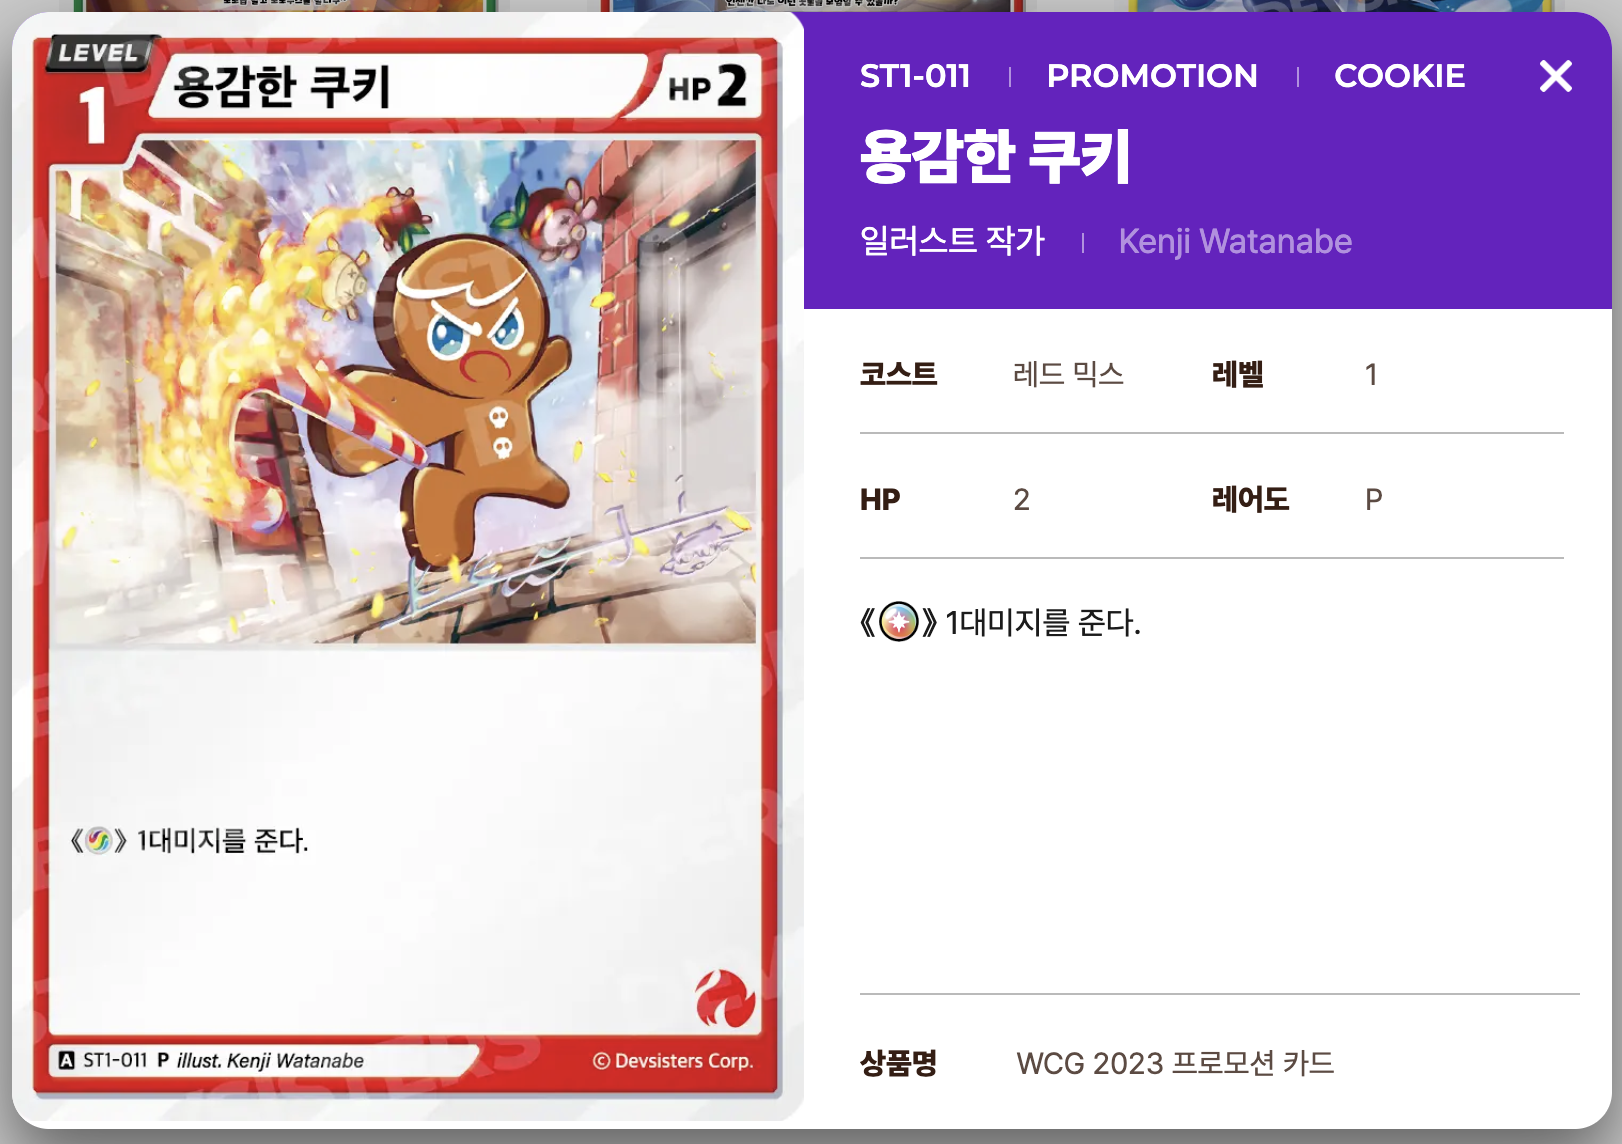 LEVEL
1
용감한 쿠키
HP 2
《》 1대미지를 준다.
A ST1-011 P illust. Kenji Watanabe
© Devsisters Corp.
ST1-011 | PROMOTION | COOKIE
용감한 쿠키
일러스트 작가 | Kenji Watanabe
코스트 레드 믹스 레벨 1
HP 2 레어도 P
《》 1대미지를 준다.
상품명 WCG 2023 프로모션 카드